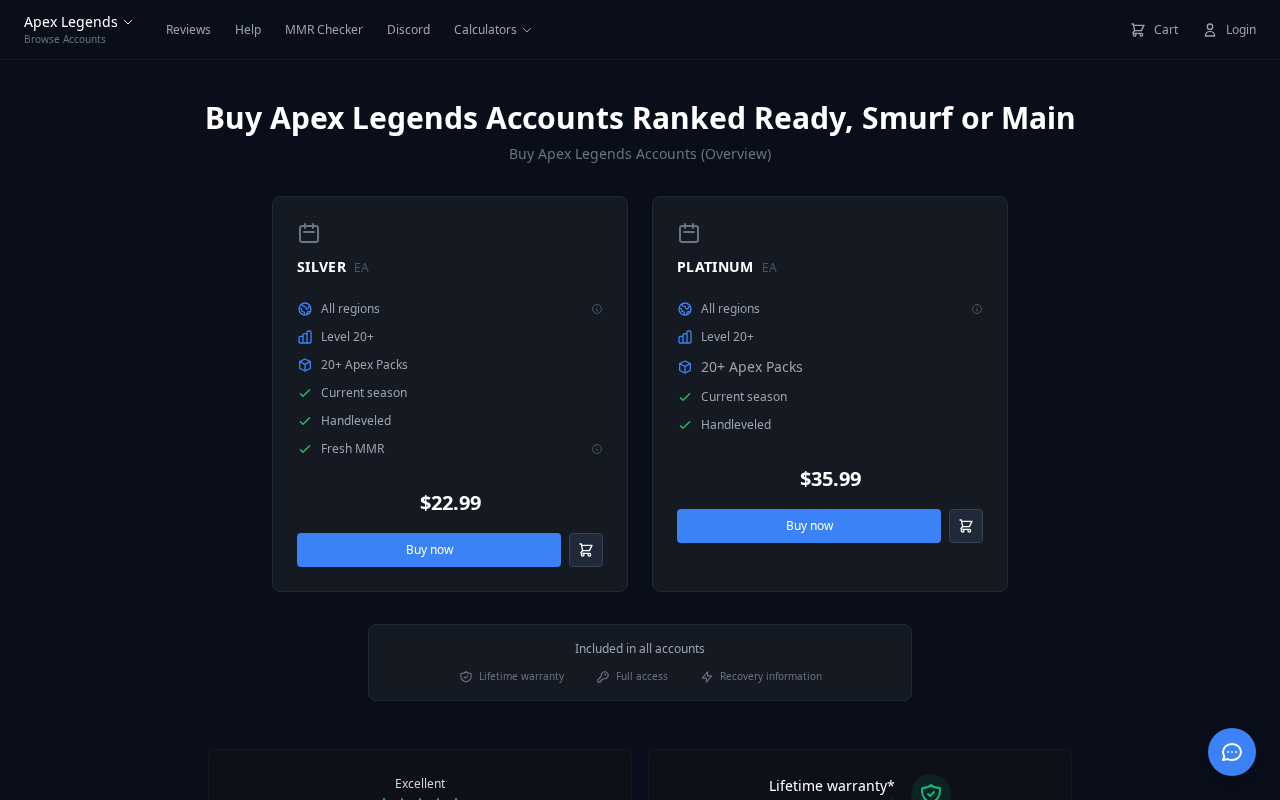 Apex Legends
Browse Accounts
Reviews
Help
MMR Checker
Discord
Calculators
Cart
Login
Buy Apex Legends Accounts Ranked Ready, Smurf or Main
Buy Apex Legends Accounts (Overview)
SILVER EA
All regions
Level 20+
20+ Apex Packs
Current season
Handleveled
Fresh MMR
$22.99
Buy now
PLATINUM EA
All regions
Level 20+
20+ Apex Packs
Current season
Handleveled
$35.99
Buy now
Included in all accounts
Lifetime warranty
Full access
Recovery information
Excellent
Lifetime warranty*